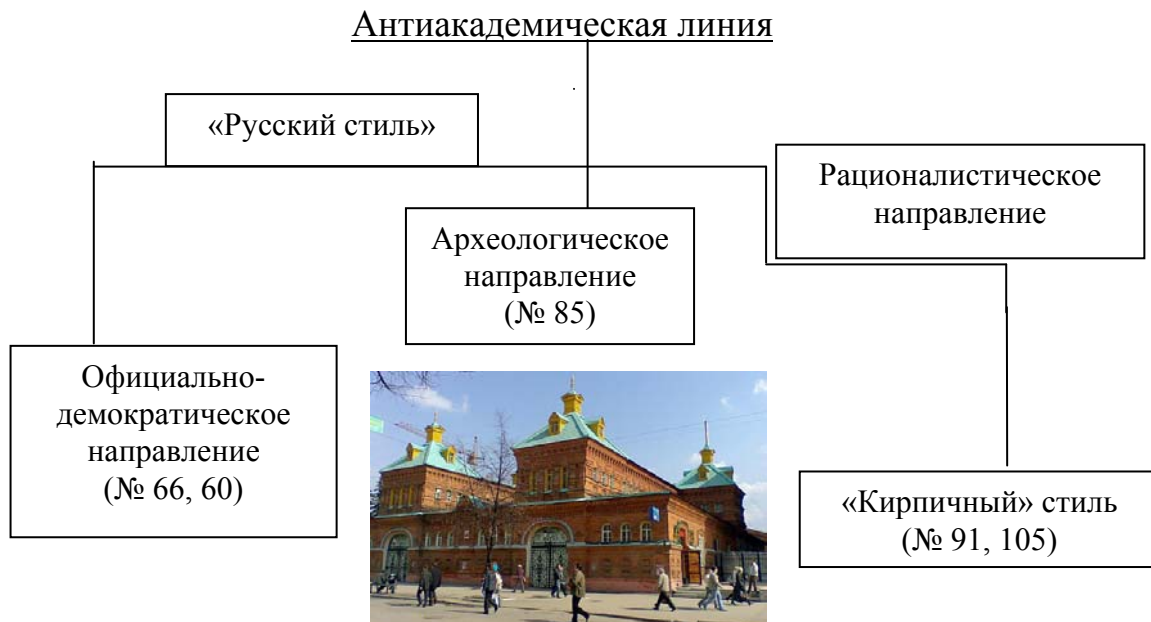 Антиакадемическая линия
«Русский стиль»
Рационалистическое
направление
Археологическое
направление
(№ 85)
Официально-
демократическое
направление
(№ 66, 60)
«Кирпичный» стиль
(№ 91, 105)